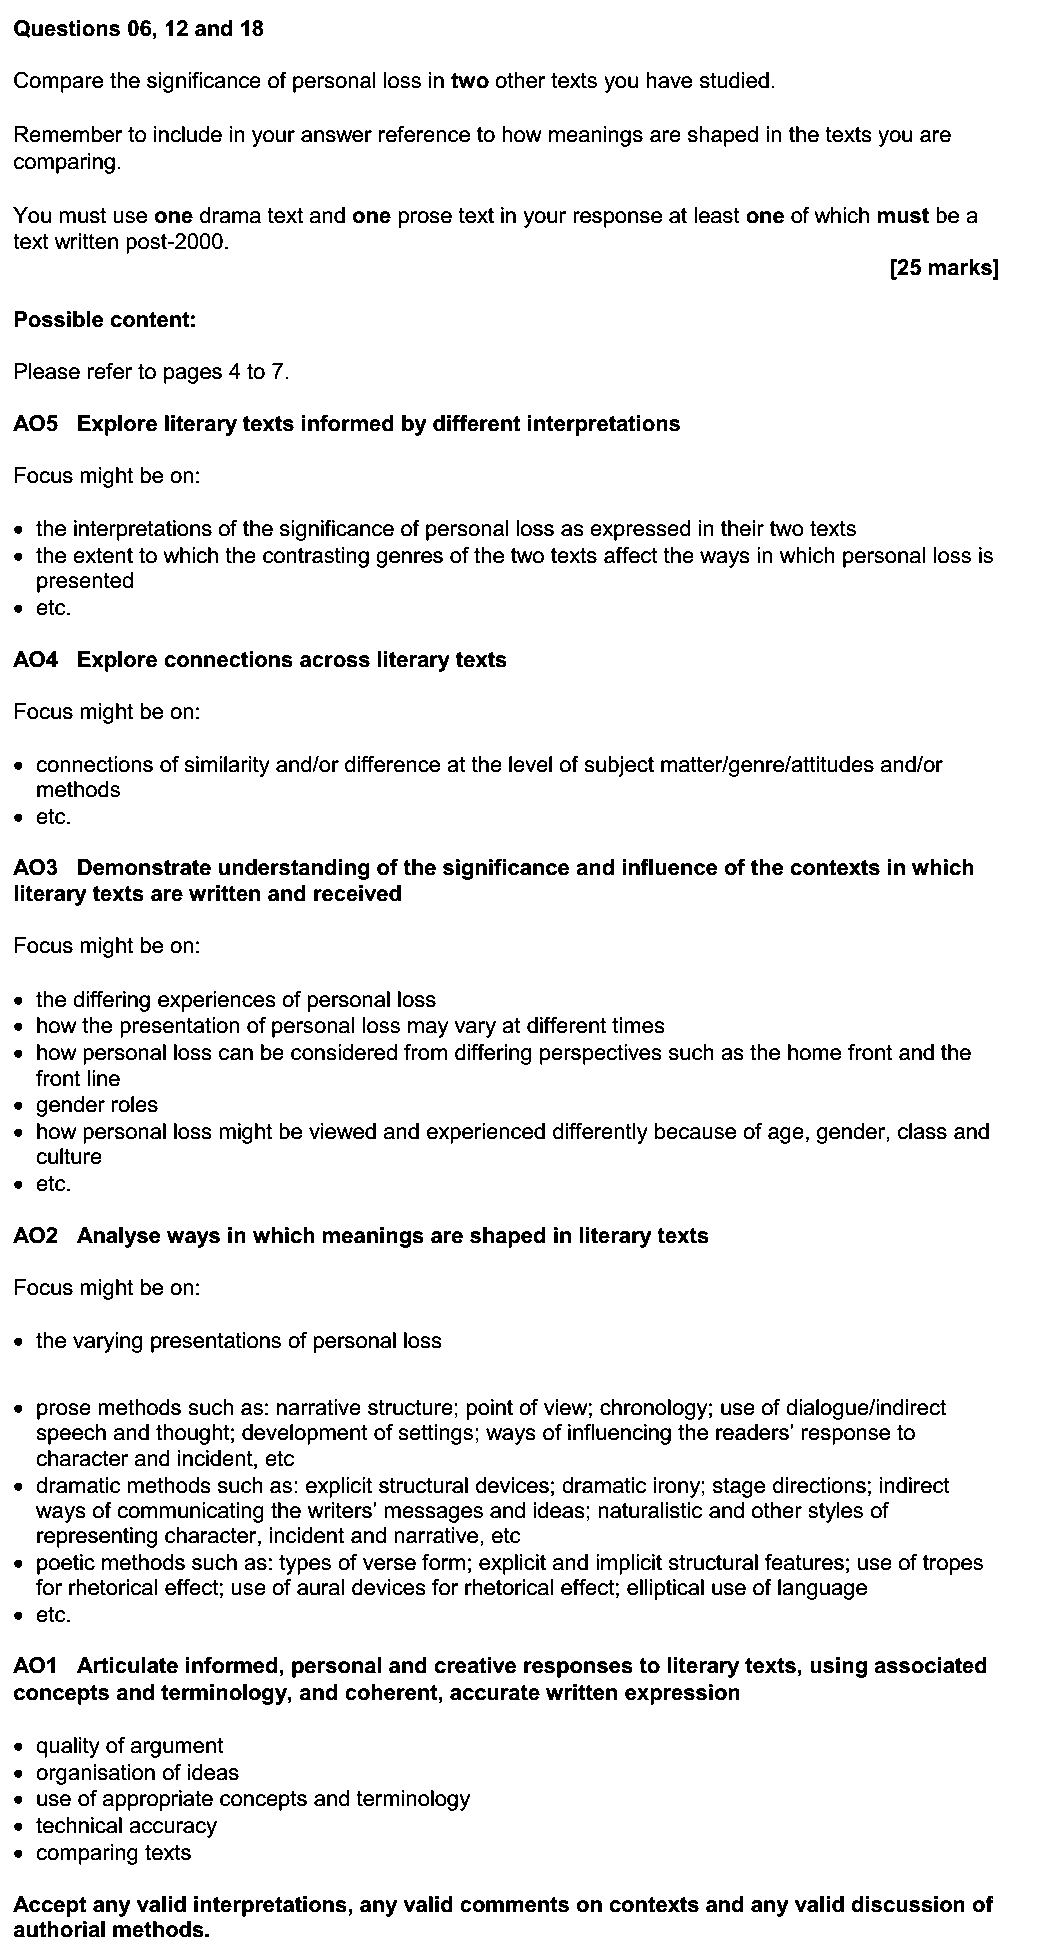 Questions 06, 12 and 18
Compare the significance of personal loss in two other texts you have studied.
Remember to include in your answer reference to how meanings are shaped in the texts you are
comparing.
You must use one drama text and one prose text in your response at least one of which must be a
text written post-2000.
[25 marks]
Possible content:
Please refer to pages 4 to 7.
AO5 Explore literary texts informed by different interpretations
Focus might be on:
• the interpretations of the significance of personal loss as expressed in their two texts
• the extent to which the contrasting genres of the two texts affect the ways in which personal loss is
presented
• etc.
AO4 Explore connections across literary texts
Focus might be on:
• connections of similarity and/or difference at the level of subject matter/genre/attitudes and/or
methods
• etc.
AO3 Demonstrate understanding of the significance and influence of the contexts in which
literary texts are written and received
Focus might be on:
• the differing experiences of personal loss
• how the presentation of personal loss may vary at different times
• how personal loss can be considered from differing perspectives such as the home front and the
front line
• gender roles
• how personal loss might be viewed and experienced differently because of age, gender, class and
culture
• etc.
AO2 Analyse ways in which meanings are shaped in literary texts
Focus might be on:
• the varying presentations of personal loss
• prose methods such as: narrative structure; point of view; chronology; use of dialogue/indirect
speech and thought; development of settings; ways of influencing the readers' response to
character and incident, etc
• dramatic methods such as: explicit structural devices; dramatic irony; stage directions; indirect
ways of communicating the writers' messages and ideas; naturalistic and other styles of
representing character, incident and narrative, etc
• poetic methods such as: types of verse form; explicit and implicit structural features; use of tropes
for rhetorical effect; use of aural devices for rhetorical effect; elliptical use of language
• etc.
AO1 Articulate informed, personal and creative responses to literary texts, using associated
concepts and terminology, and coherent, accurate written expression
• quality of argument
• organisation of ideas
• use of appropriate concepts and terminology
• technical accuracy
• comparing texts
Accept any valid interpretations, any valid comments on contexts and any valid discussion of
authorial methods.